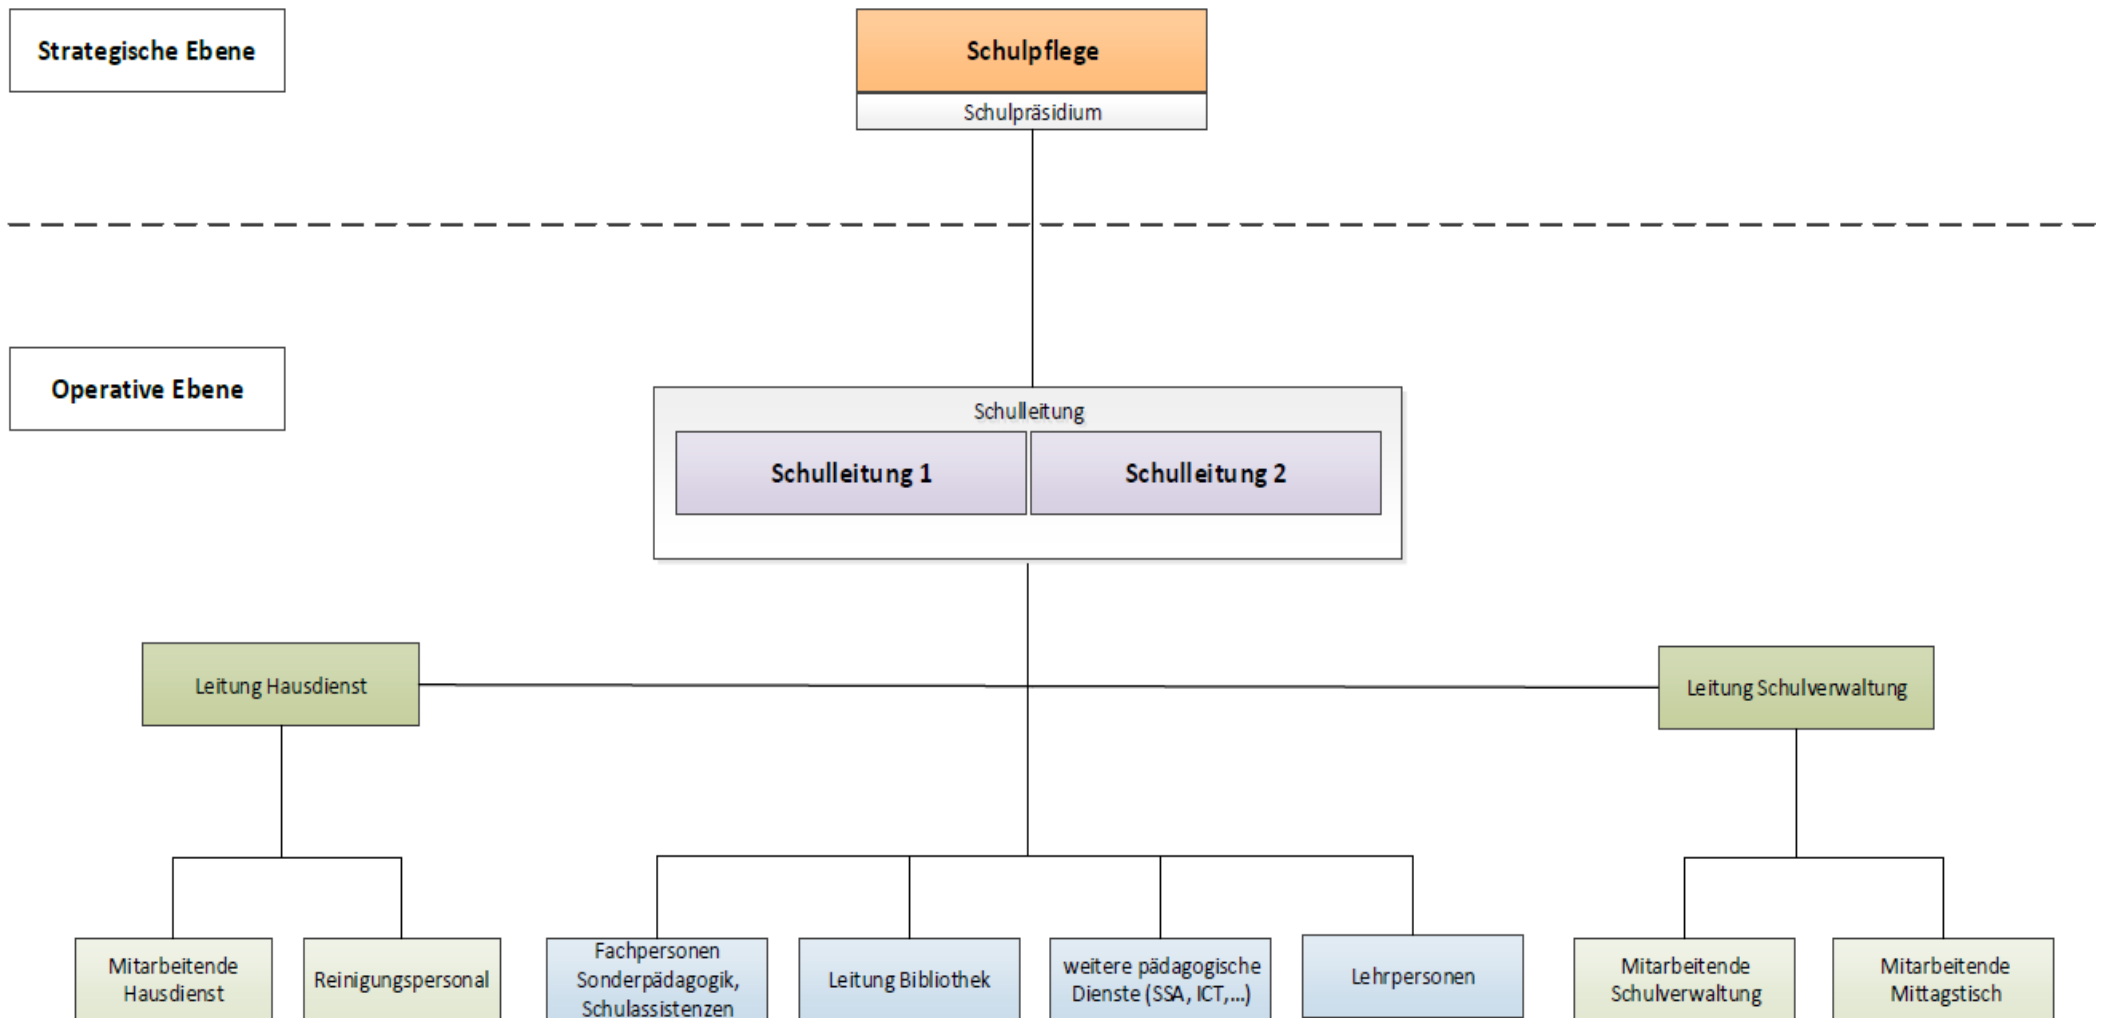 Strategische Ebene
Schulpflege
Schulpräsidium
Operative Ebene
Schulleitung
Schulleitung 1
Schulleitung 2
Leitung Hausdienst
Leitung Schulverwaltung
Mitarbeitende
Hausdienst
Reinigungspersonal
Fachpersonen
Sonderpädagogik,
Schulassistenzen
Leitung Bibliothek
weitere pädagogische
Dienste (SSA, ICT,...)
Lehrpersonen
Mitarbeitende
Schulverwaltung
Mitarbeitende
Mittagstisch